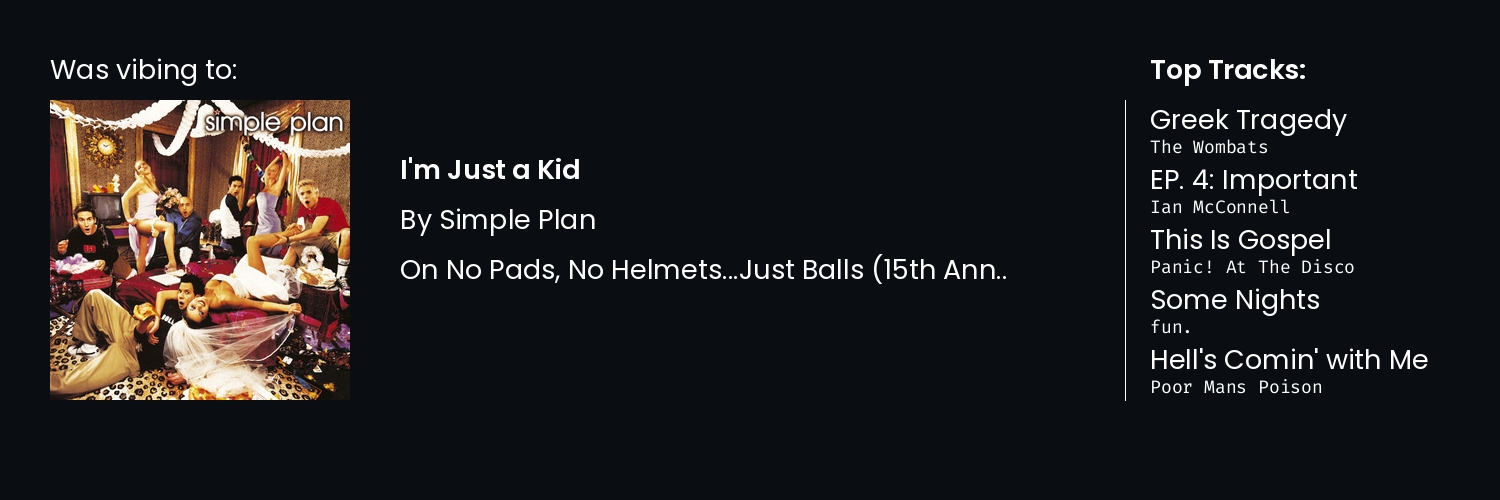 Was vibing to:
simple plan
I'm Just a Kid
By Simple Plan
On No Pads, No Helmets...Just Balls (15th Ann..
Top Tracks:
Greek Tragedy
The Wombats
EP. 4: Important
Ian McConnell
This Is Gospel
Panic! At The Disco
Some Nights
fun.
Hell's Comin' with Me
Poor Mans Poison